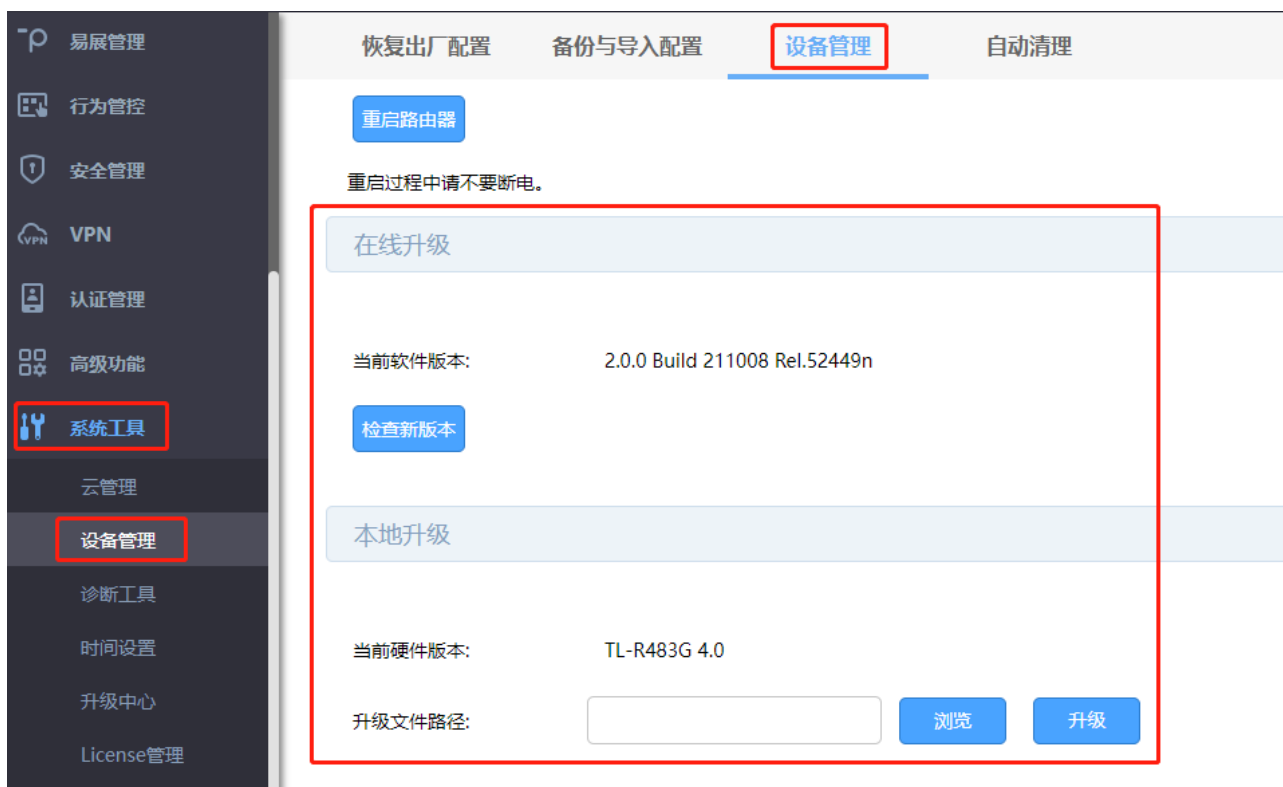 易展管理
行为管控
安全管理
VPN
VPN
认证管理
高级功能
系统工具
云管理
设备管理
诊断工具
时间设置
升级中心
License管理
恢复出厂配置 备份与导入配置 设备管理 自动清理
重启路由器
重启过程中请不要断电。
在线升级
当前软件版本: 2.0.0 Build 211008 Rel.52449n
检查新版本
本地升级
当前硬件版本: TL-R483G 4.0
升级文件路径: 浏览 升级